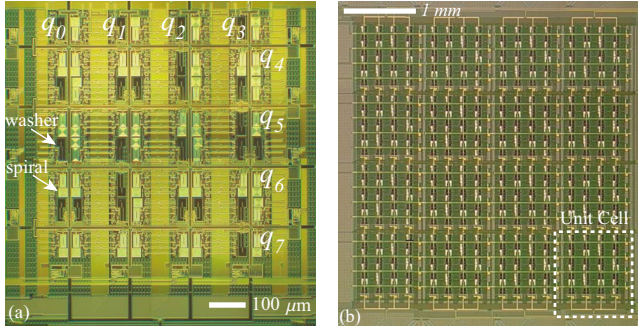 q0 q1 q2 q3
q4
washer
q5
spiral
q6
q7
(a)
100 μm
1 mm
Unit Cell
(b)